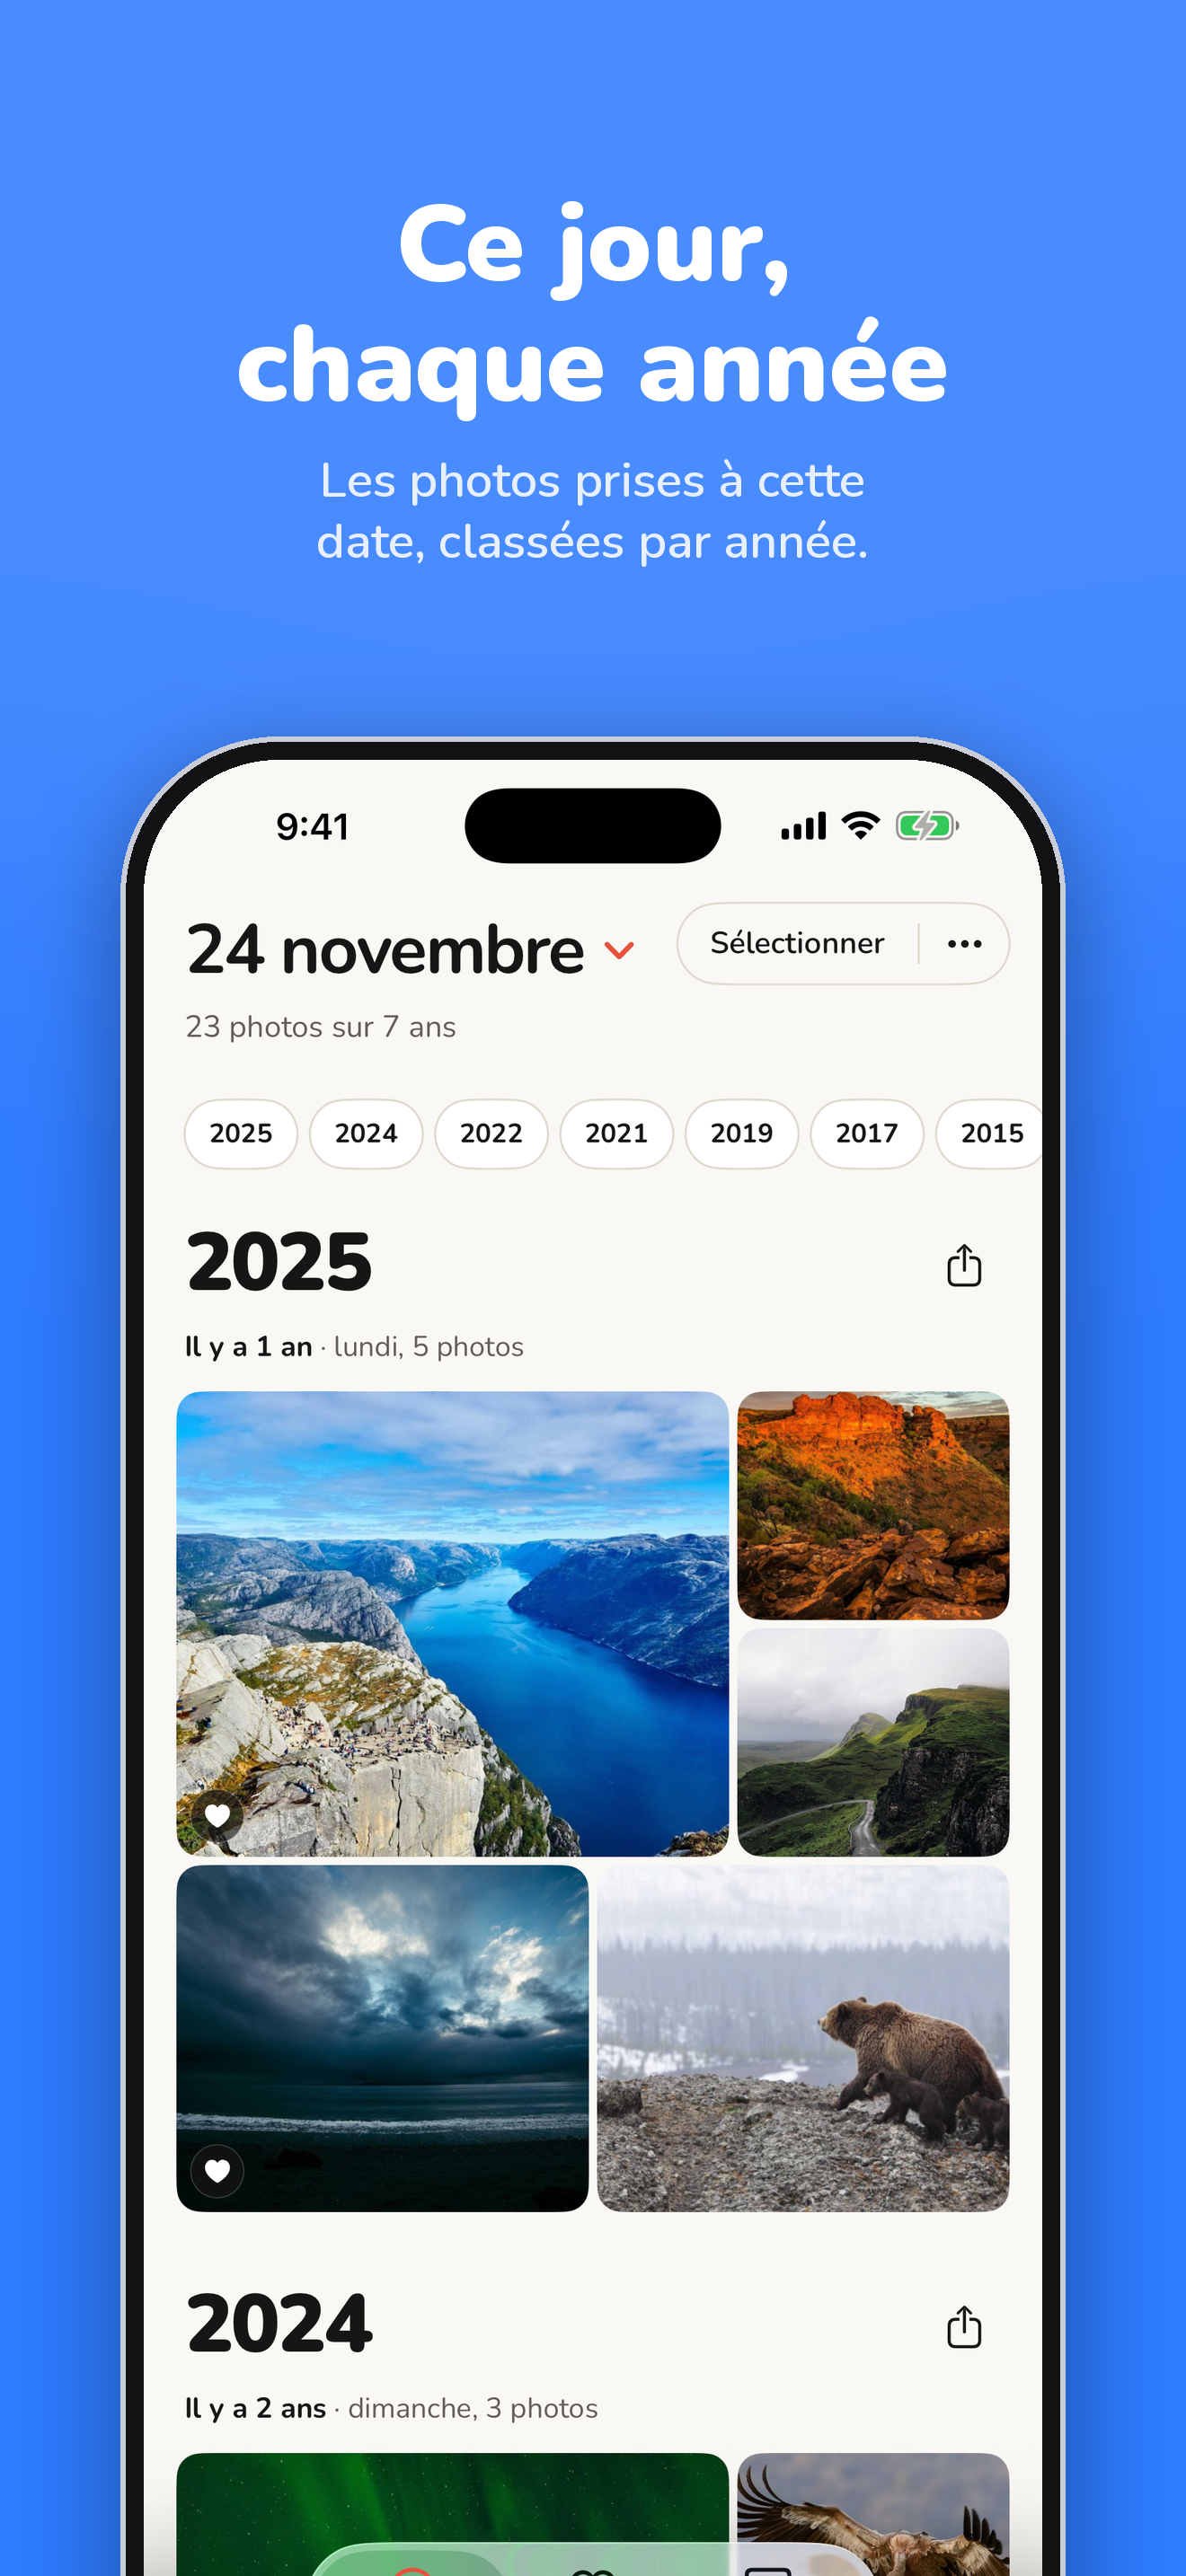 Ce jour,
chaque année
Les photos prises à cette
date, classées par année.
9:41
24 novembre
Sélectionner
23 photos sur 7 ans
2025 2024 2022 2021 2019 2017 2015
2025
Il y a 1 an · lundi, 5 photos
2024
Il y a 2 ans · dimanche, 3 photos